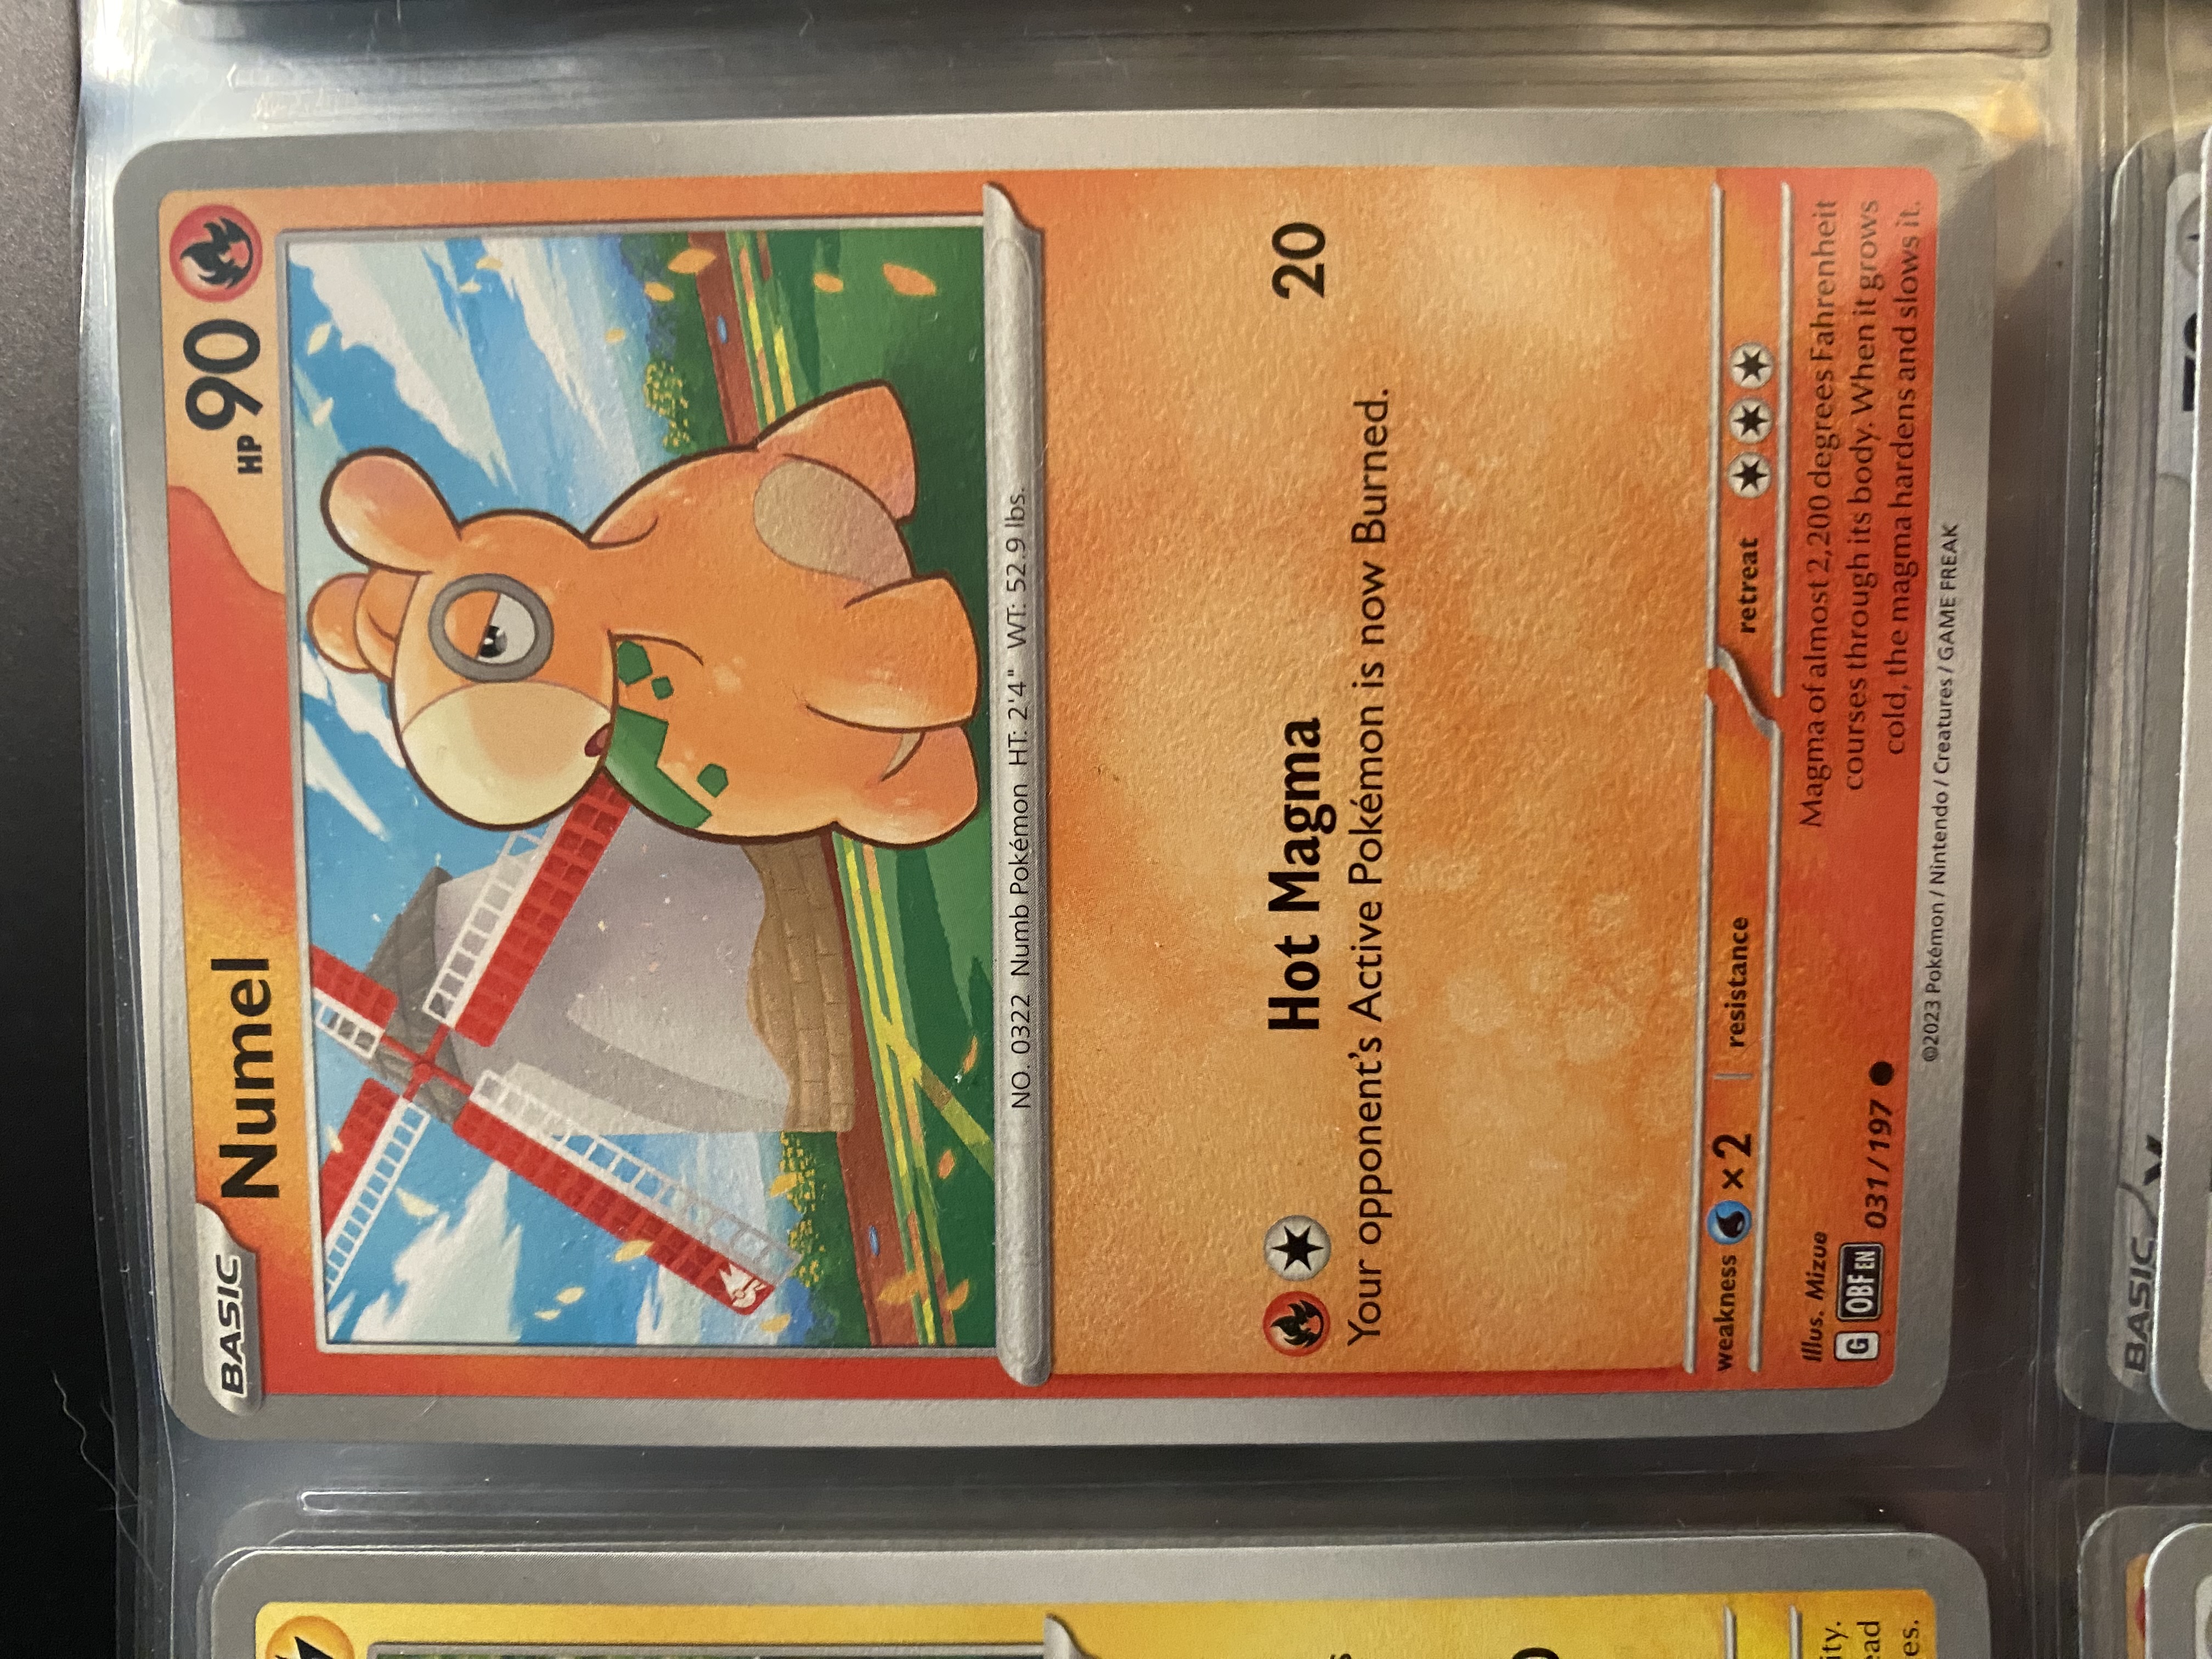 BASIC
Numel
HP 90
NO. 0322 Numb Pokémon HT: 2'4" WT: 52.9 lbs.
Hot Magma 20
Your opponent's Active Pokémon is now Burned.
weakness ×2 resistance retreat
Illus. Mizue
Magma of almost 2,200 degrees Fahrenheit
courses through its body. When it grows
cold, the magma hardens and slows it.
G OBF EN 031/197
©2023 Pokémon / Nintendo / Creatures / GAME FREAK
BASIC